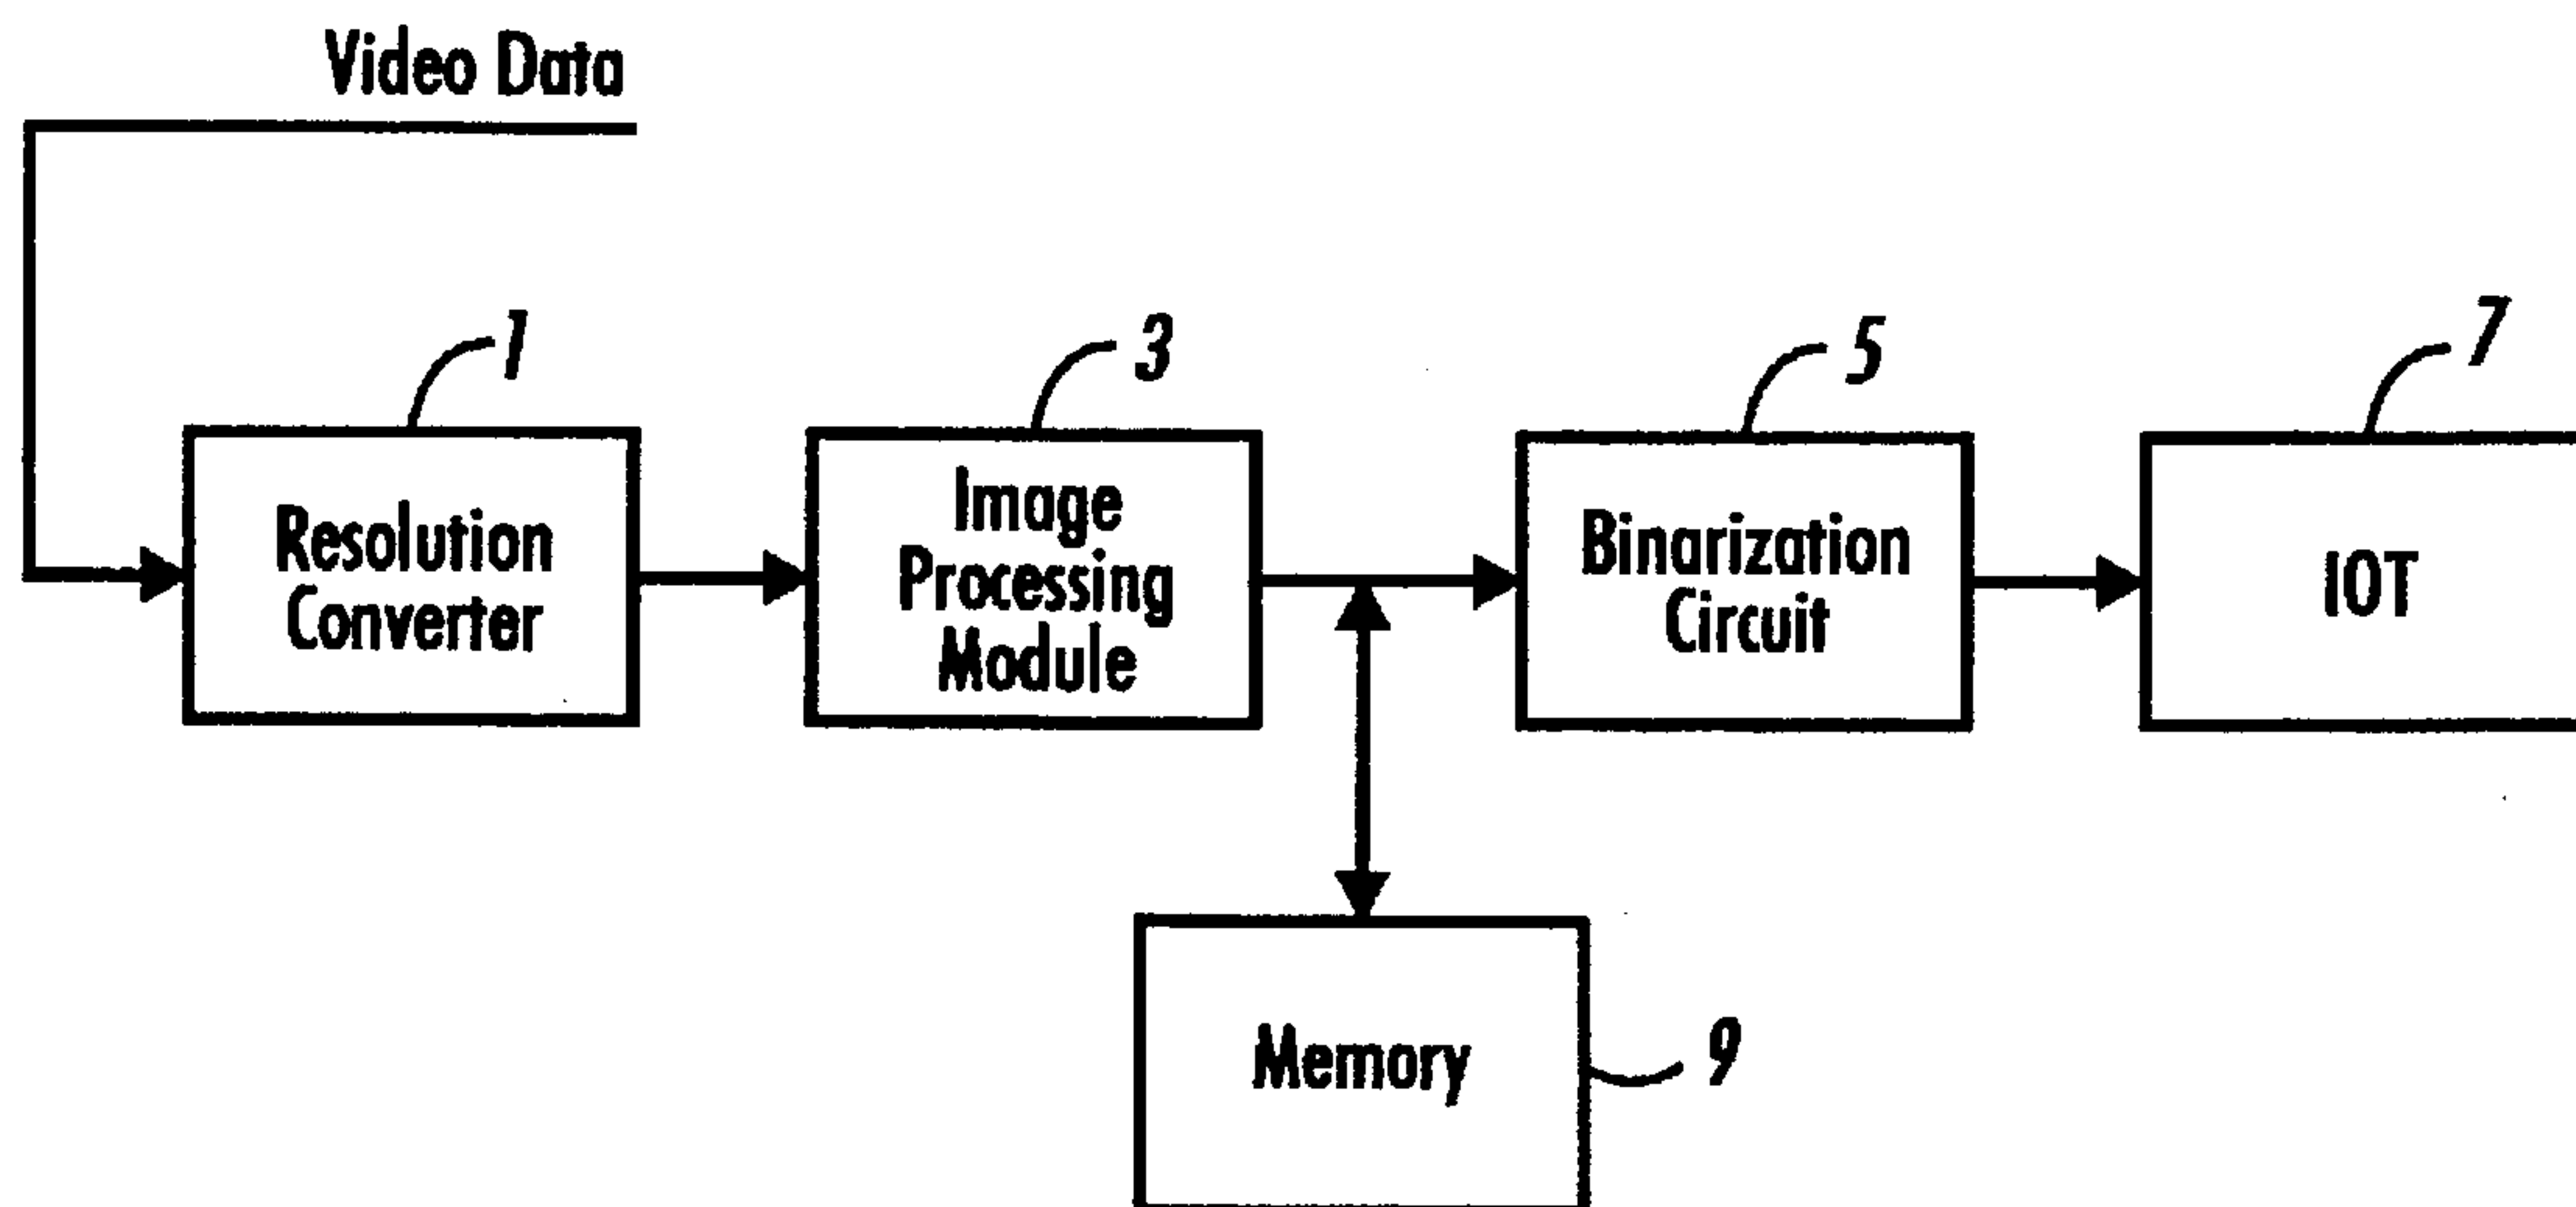 Video Data
1
3
5
7
Resolution
Converter
Image
Processing
Module
Binarization
Circuit
IOT
Memory
9